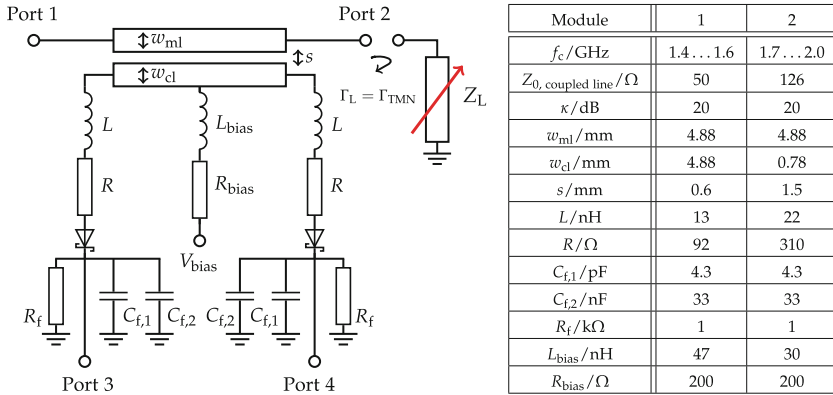 Port 1
Port 2
w_ml
s
w_cl
Γ_L = Γ_TMN
Z_L
L
L_bias
L
R
R_bias
R
V_bias
R_f
C_f,1
C_f,2
C_f,2
C_f,1
R_f
Port 3
Port 4
Module 1 2
f_c/GHz 1.4…1.6 1.7…2.0
Z_0, coupled line/Ω 50 126
κ/dB 20 20
w_ml/mm 4.88 4.88
w_cl/mm 4.88 0.78
s/mm 0.6 1.5
L/nH 13 22
R/Ω 92 310
C_f,1/pF 4.3 4.3
C_f,2/nF 33 33
R_f/kΩ 1 1
L_bias/nH 47 30
R_bias/Ω 200 200